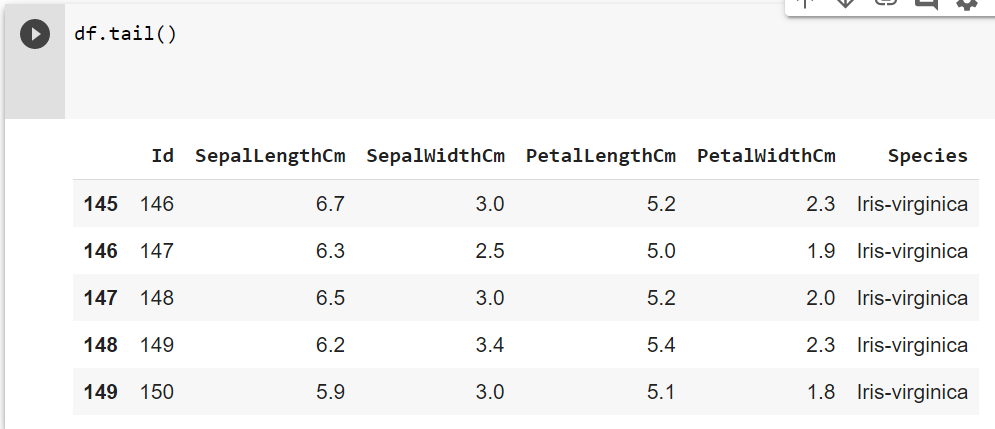 df.tail()
Id SepalLengthCm SepalWidthCm PetalLengthCm PetalWidthCm Species
145 146 6.7 3.0 5.2 2.3 Iris-virginica
146 147 6.3 2.5 5.0 1.9 Iris-virginica
147 148 6.5 3.0 5.2 2.0 Iris-virginica
148 149 6.2 3.4 5.4 2.3 Iris-virginica
149 150 5.9 3.0 5.1 1.8 Iris-virginica